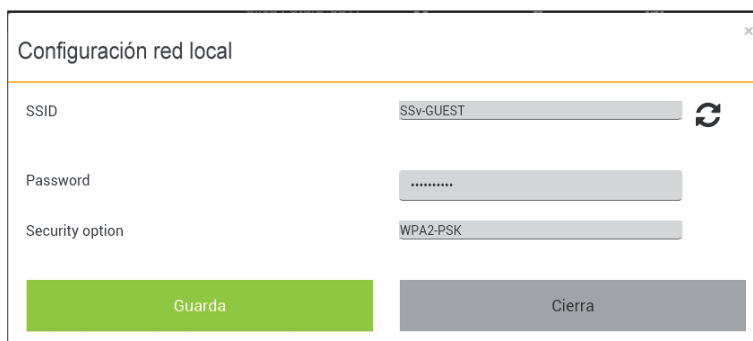 ×
Configuración red local
SSID
SSv-GUEST
Password
••••••••••
Security option
WPA2-PSK
Guarda
Cierra